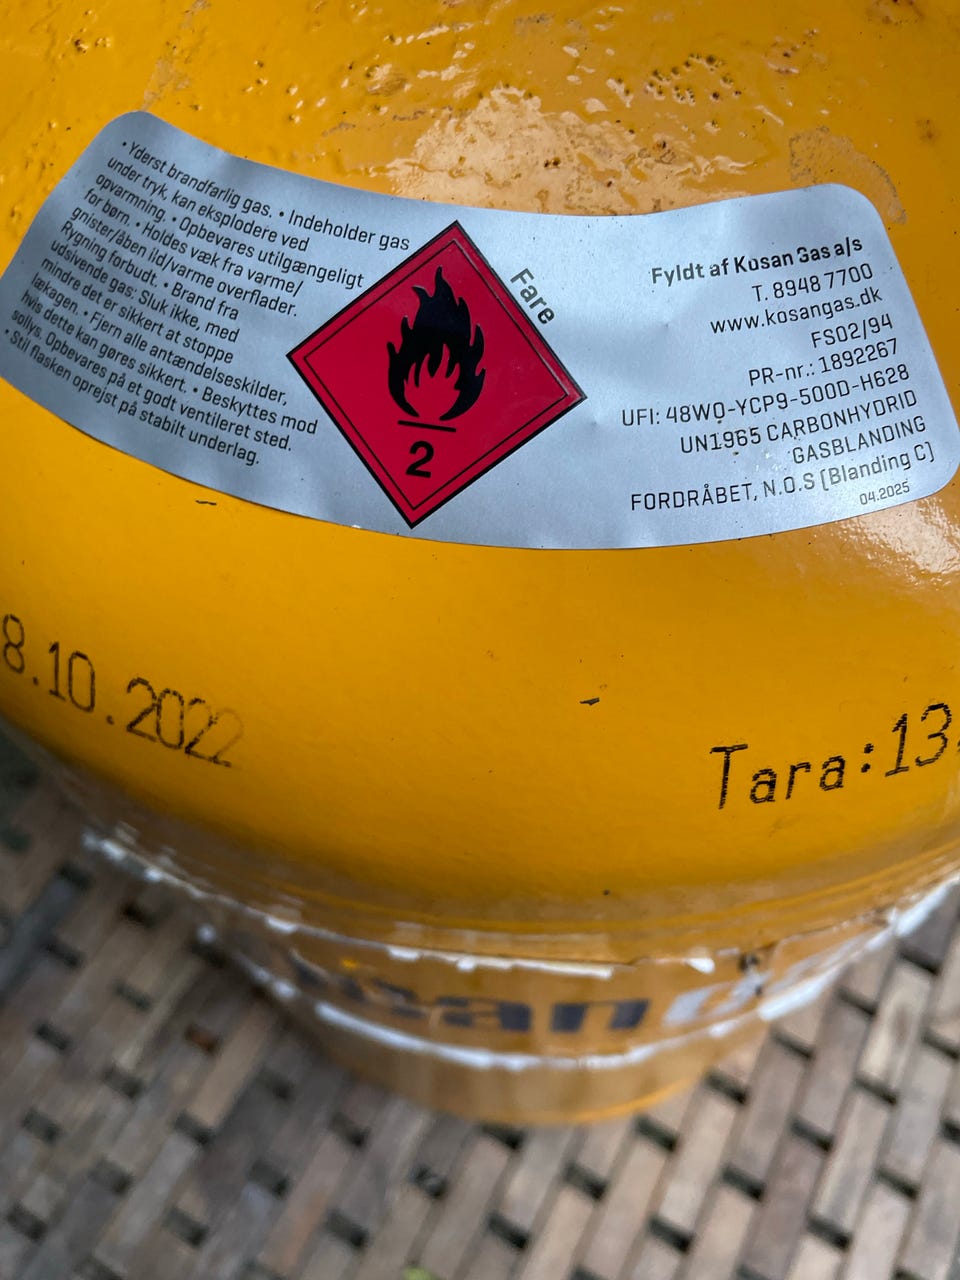 • Yderst brandfarlig gas. • Indeholder gas
under tryk, kan eksplodere ved
opvarmning. • Opbevares utilgængeligt
for børn. • Holdes væk fra varme/
gnister/åben ild/varme overflader.
Rygning forbudt. • Brand fra
udsivende gas: Sluk ikke, med
mindre det er sikkert at stoppe
lækagen. • Fjern alle antændelseskilder,
hvis dette kan gøres sikkert. • Beskyttes mod
sollys. Opbevares på et godt ventileret sted.
• Stil flasken oprejst på stabilt underlag.
2
Fare
Fyldt af Kosan Gas a/s
T. 8948 7700
www.kosangas.dk
FS02/94
PR-nr.: 1892267
UFI: 48W0-YCP9-500D-H628
UN1965 CARBONHYDRID
GASBLANDING
FORDRÅBET, N.O.S (Blanding C)
04.2025
8.10.2022
Tara:13